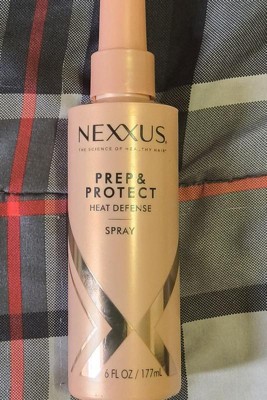 NEXXUS
THE SCIENCE OF HEALTHY HAIR
PREP &
PROTECT
HEAT DEFENSE
SPRAY
6 FL OZ / 177mL